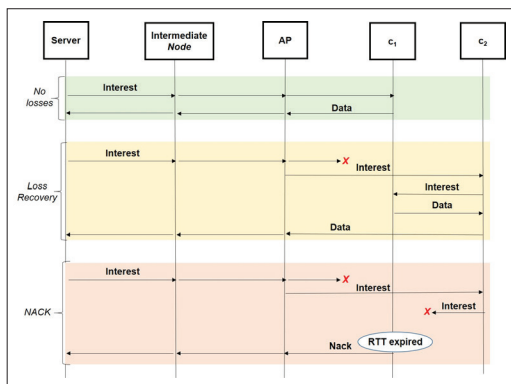 Server
Intermediate
Node
AP
c1
c2
No
losses
Interest
Data
Loss
Recovery
Interest
X
Interest
Interest
Data
Data
NACK
Interest
X
Interest
X
Interest
RTT expired
Nack